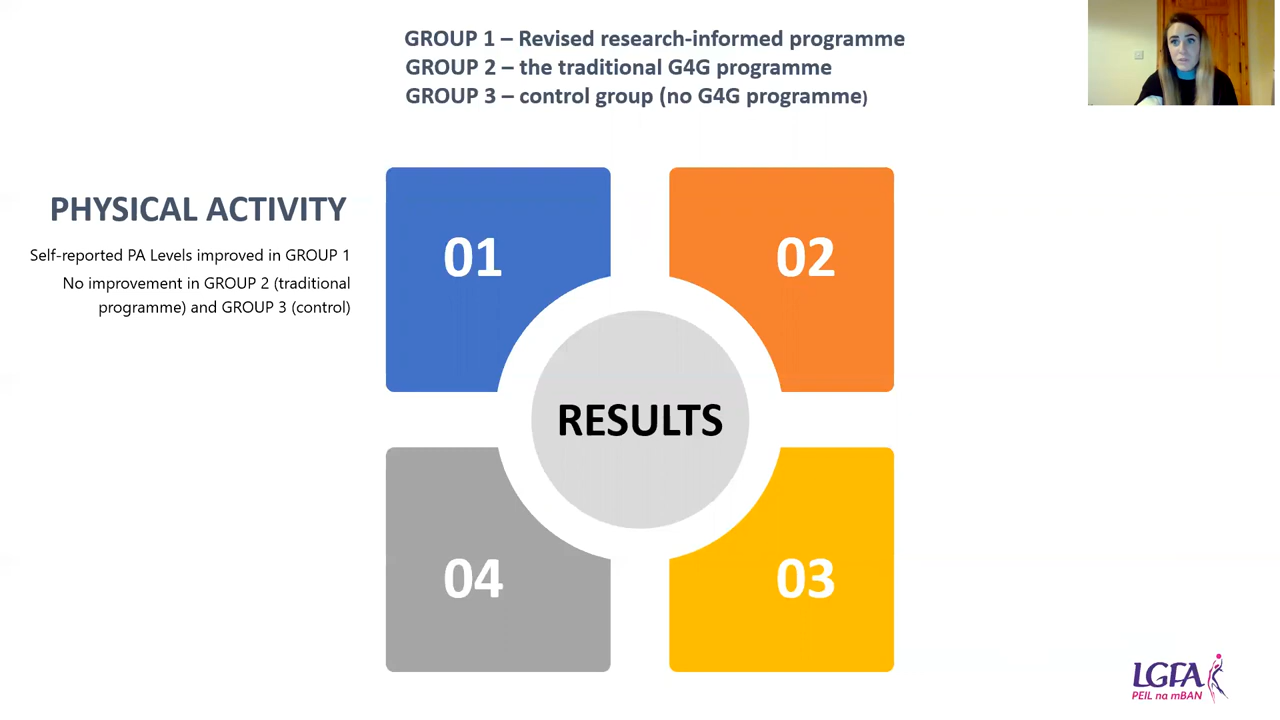 GROUP 1 – Revised research-informed programme
GROUP 2 – the traditional G4G programme
GROUP 3 – control group (no G4G programme)
PHYSICAL ACTIVITY
Self-reported PA Levels improved in GROUP 1
No improvement in GROUP 2 (traditional
programme) and GROUP 3 (control)
01
02
RESULTS
04
03
LGFA
PEIL na mBAN